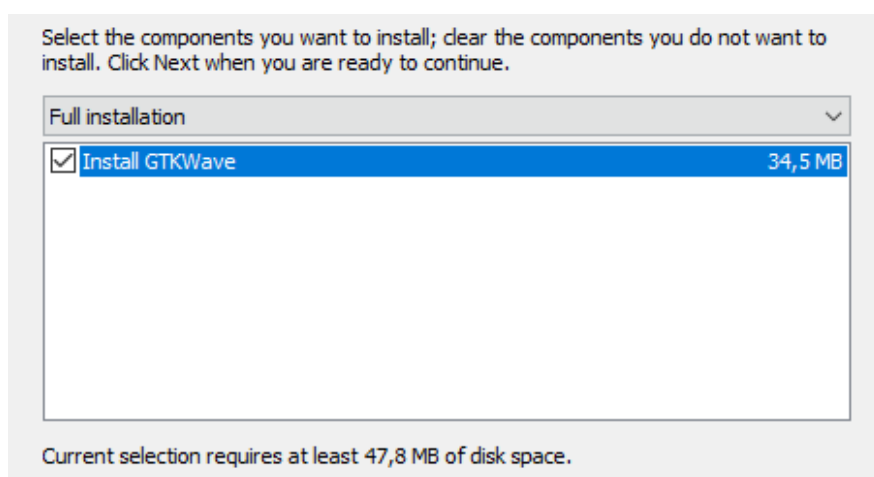 Select the components you want to install; clear the components you do not want to
install. Click Next when you are ready to continue.
Full installation
Install GTKWave 34,5 MB
Current selection requires at least 47,8 MB of disk space.